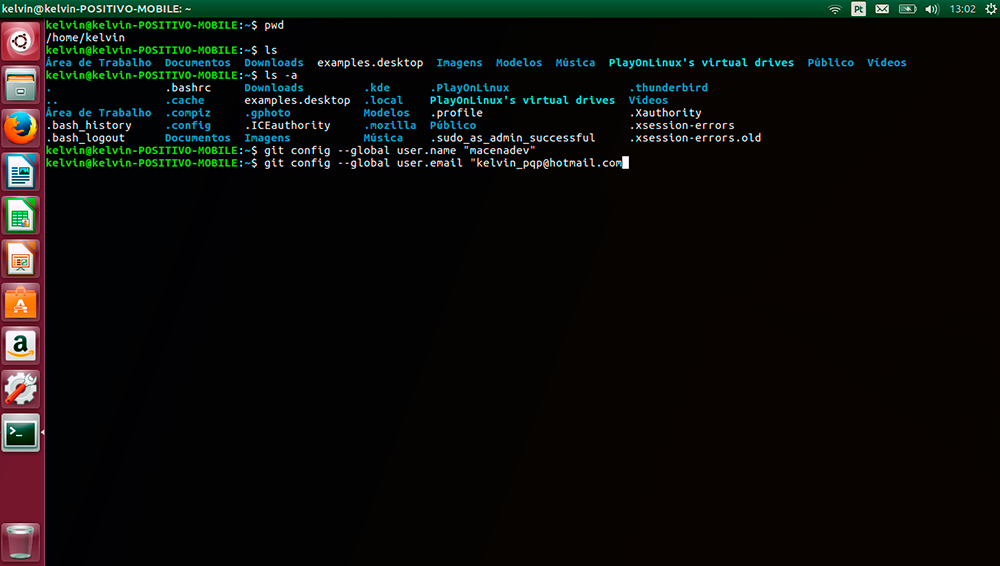 kelvin@kelvin-POSITIVO-MOBILE: ~ Pt 13:02
kelvin@kelvin-POSITIVO-MOBILE:~$ pwd
/home/kelvin
kelvin@kelvin-POSITIVO-MOBILE:~$ ls
Área de Trabalho Documentos Downloads examples.desktop Imagens Modelos Música PlayOnLinux's virtual drives Público Vídeos
kelvin@kelvin-POSITIVO-MOBILE:~$ ls -a
. .bashrc Downloads .kde .PlayOnLinux .thunderbird
.. .cache examples.desktop .local PlayOnLinux's virtual drives Vídeos
Área de Trabalho .compiz .gphoto Modelos .profile .Xauthority
.bash_history .config .ICEauthority .mozilla Público .xsession-errors
.bash_logout Documentos Imagens Música .sudo_as_admin_successful .xsession-errors.old
kelvin@kelvin-POSITIVO-MOBILE:~$ git config --global user.name "macenadev"
kelvin@kelvin-POSITIVO-MOBILE:~$ git config --global user.email "kelvin_pqp@hotmail.com